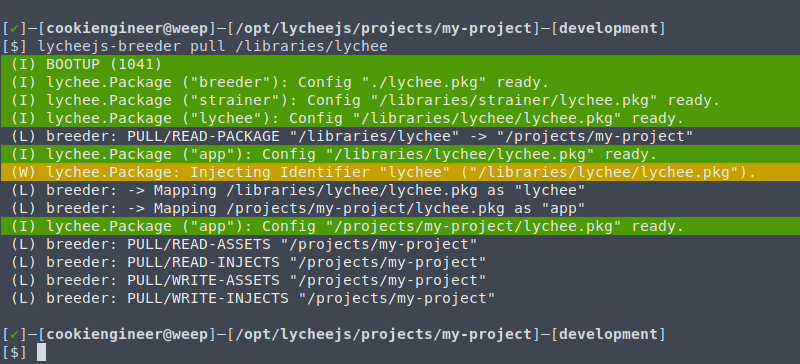 [✔]—[cookiengineer@weep]—[/opt/lycheejs/projects/my-project]—[development]
[$] lycheejs-breeder pull /libraries/lychee
(I) BOOTUP (1041)
(I) lychee.Package ("breeder"): Config "./lychee.pkg" ready.
(I) lychee.Package ("strainer"): Config "/libraries/strainer/lychee.pkg" ready.
(I) lychee.Package ("lychee"): Config "/libraries/lychee/lychee.pkg" ready.
(L) breeder: PULL/READ-PACKAGE "/libraries/lychee" -> "/projects/my-project"
(I) lychee.Package ("app"): Config "/libraries/lychee/lychee.pkg" ready.
(W) lychee.Package: Injecting Identifier "lychee" ("/libraries/lychee/lychee.pkg").
(L) breeder: -> Mapping /libraries/lychee/lychee.pkg as "lychee"
(L) breeder: -> Mapping /projects/my-project/lychee.pkg as "app"
(I) lychee.Package ("app"): Config "/projects/my-project/lychee.pkg" ready.
(L) breeder: PULL/READ-ASSETS "/projects/my-project"
(L) breeder: PULL/READ-INJECTS "/projects/my-project"
(L) breeder: PULL/WRITE-ASSETS "/projects/my-project"
(L) breeder: PULL/WRITE-INJECTS "/projects/my-project"
[✔]—[cookiengineer@weep]—[/opt/lycheejs/projects/my-project]—[development]
[$]